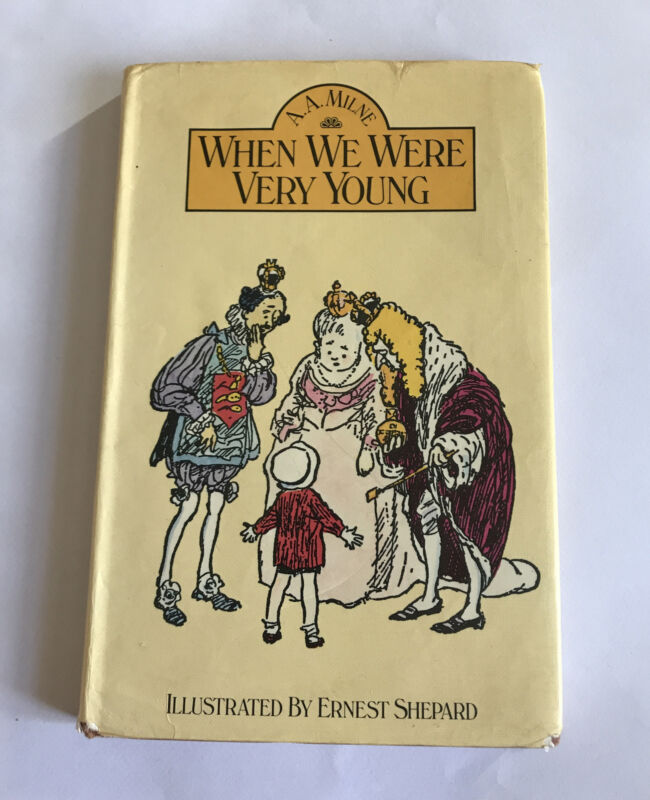 A. A. MILNE
WHEN WE WERE
VERY YOUNG
ILLUSTRATED BY ERNEST SHEPARD